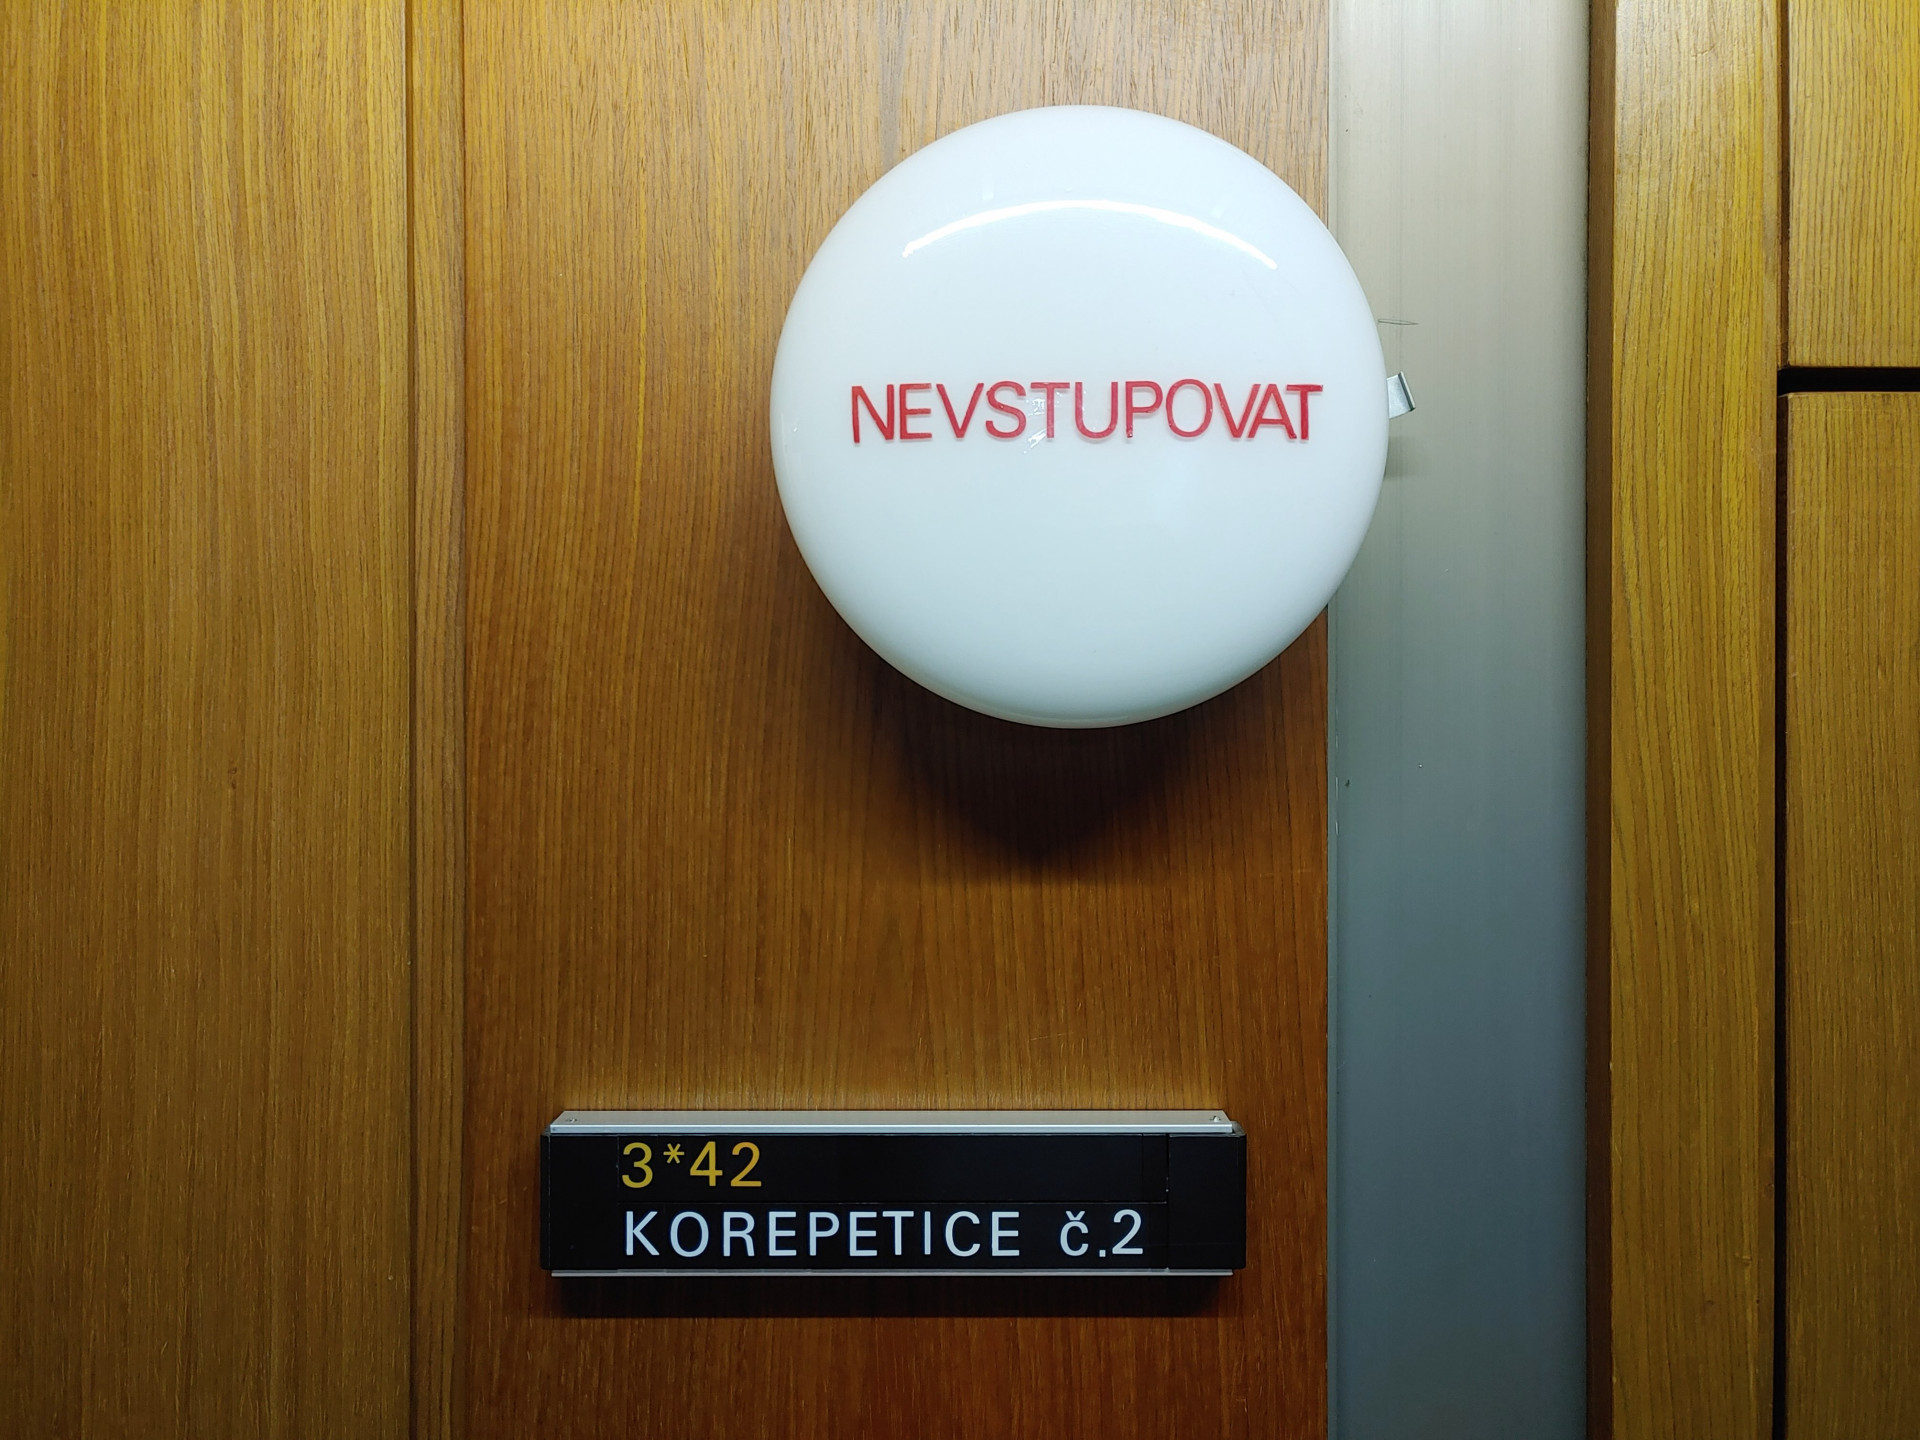 NEVSTUPOVAT
3*42
KOREPETICE č.2